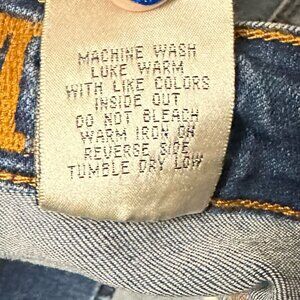 MACHINE WASH
LUKE WARM
WITH LIKE COLORS
INSIDE OUT
DO NOT BLEACH
WARM IRON ON
REVERSE SIDE
TUMBLE DRY LOW